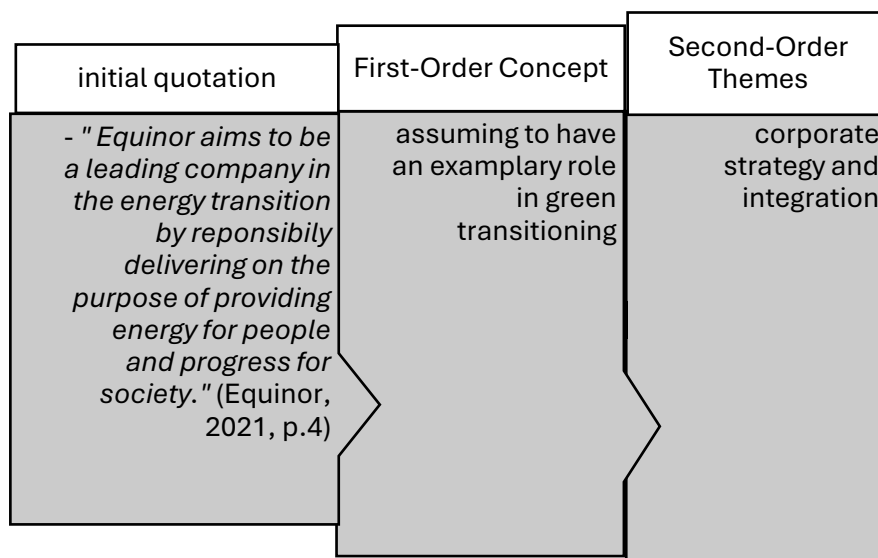 initial quotation
- " Equinor aims to be
a leading company in
the energy transition
by reponsibily
delivering on the
purpose of providing
energy for people
and progress for
society." (Equinor,
2021, p.4)
First-Order Concept
assuming to have
an examplary role
in green
transitioning
Second-Order
Themes
corporate
strategy and
integration